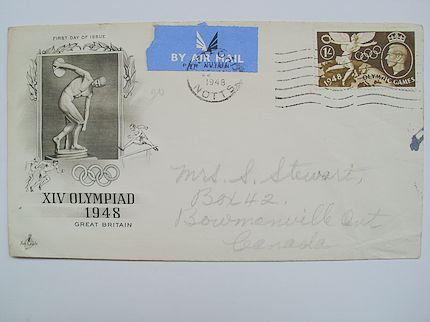 FIRST DAY OF ISSUE
BY AIR MAIL
PAR AVION
1948
NOTTS
1/-
1948
OLYMPIC
GAMES
XIV OLYMPIAD
1948
GREAT BRITAIN
Mrs. S. Stewart,
Box 42.
Bowmanville Ont
Canada